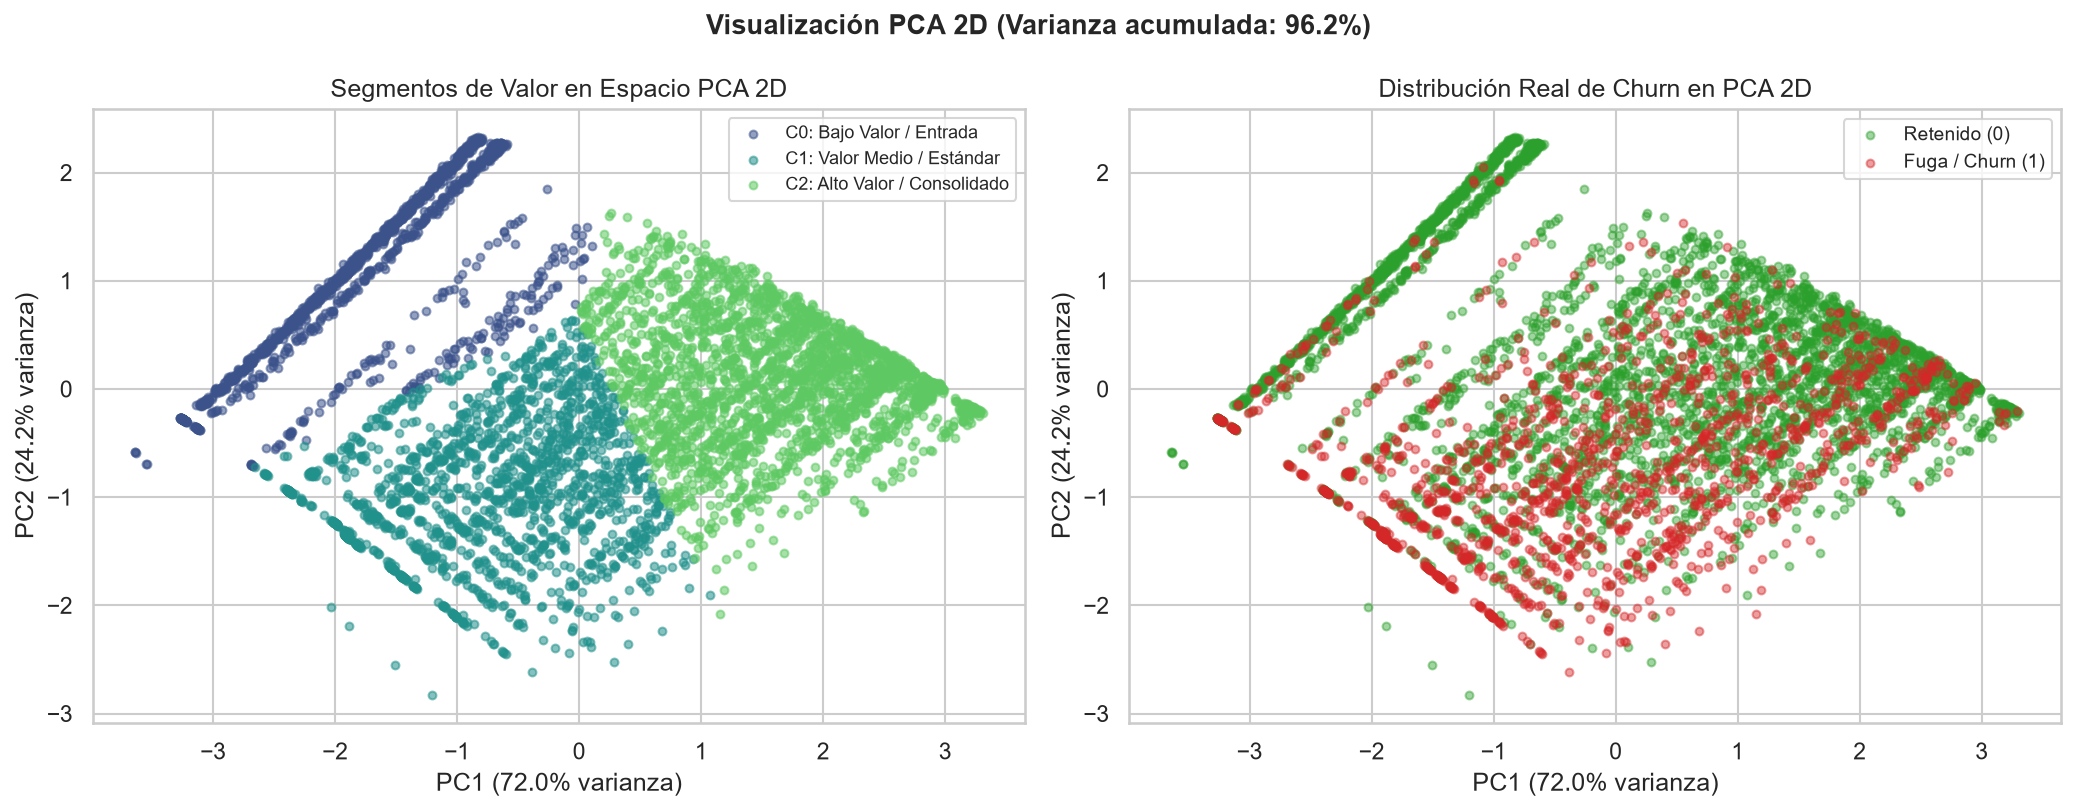 Visualización PCA 2D (Varianza acumulada: 96.2%)
Segmentos de Valor en Espacio PCA 2D
C0: Bajo Valor / Entrada
C1: Valor Medio / Estándar
C2: Alto Valor / Consolidado
2
1
0
−1
−2
−3
PC2 (24.2% varianza)
−3 −2 −1 0 1 2 3
PC1 (72.0% varianza)
Distribución Real de Churn en PCA 2D
Retenido (0)
Fuga / Churn (1)
2
1
0
−1
−2
−3
PC2 (24.2% varianza)
−3 −2 −1 0 1 2 3
PC1 (72.0% varianza)